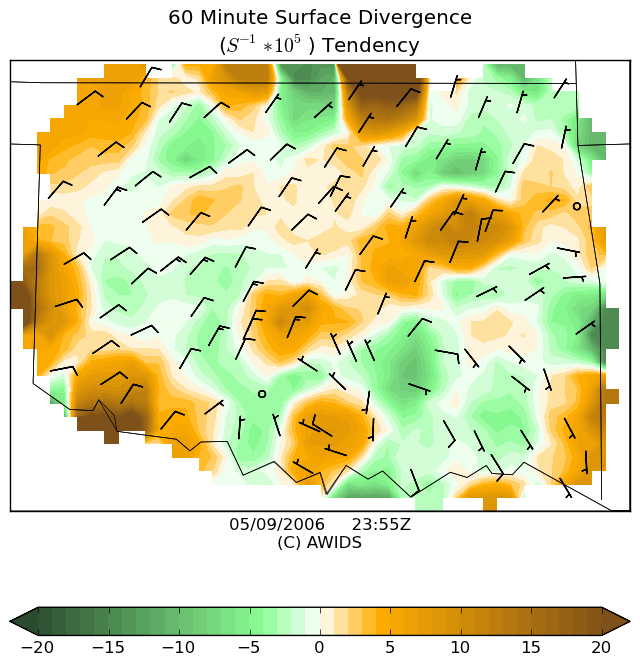 60 Minute Surface Divergence
(S⁻¹ *10⁵ ) Tendency
05/09/2006 23:55Z
(C) AWIDS
−20 −15 −10 −5 0 5 10 15 20